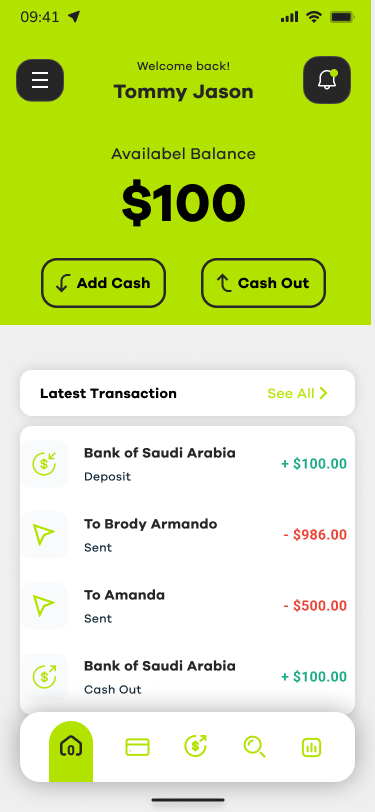 09:41
Welcome back!
Tommy Jason
Availabel Balance
$100
Add Cash
Cash Out
Latest Transaction
See All
Bank of Saudi Arabia
Deposit
+ $100.00
To Brody Armando
Sent
- $986.00
To Amanda
Sent
- $500.00
Bank of Saudi Arabia
Cash Out
+ $100.00